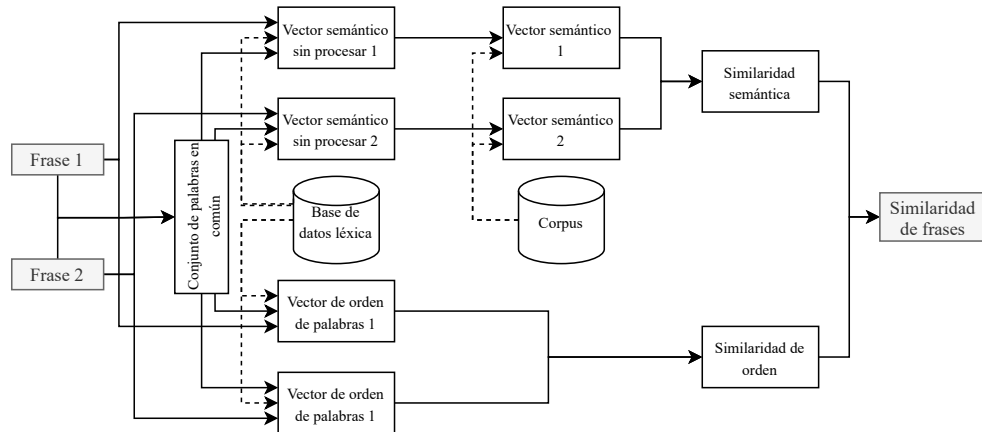 Vector semántico
sin procesar 1
Vector semántico
1
Similaridad
semántica
Vector semántico
sin procesar 2
Vector semántico
2
Frase 1
Conjunto de palabras en
común
Base de
datos léxica
Corpus
Similaridad
de frases
Frase 2
Vector de orden
de palabras 1
Similaridad de
orden
Vector de orden
de palabras 1